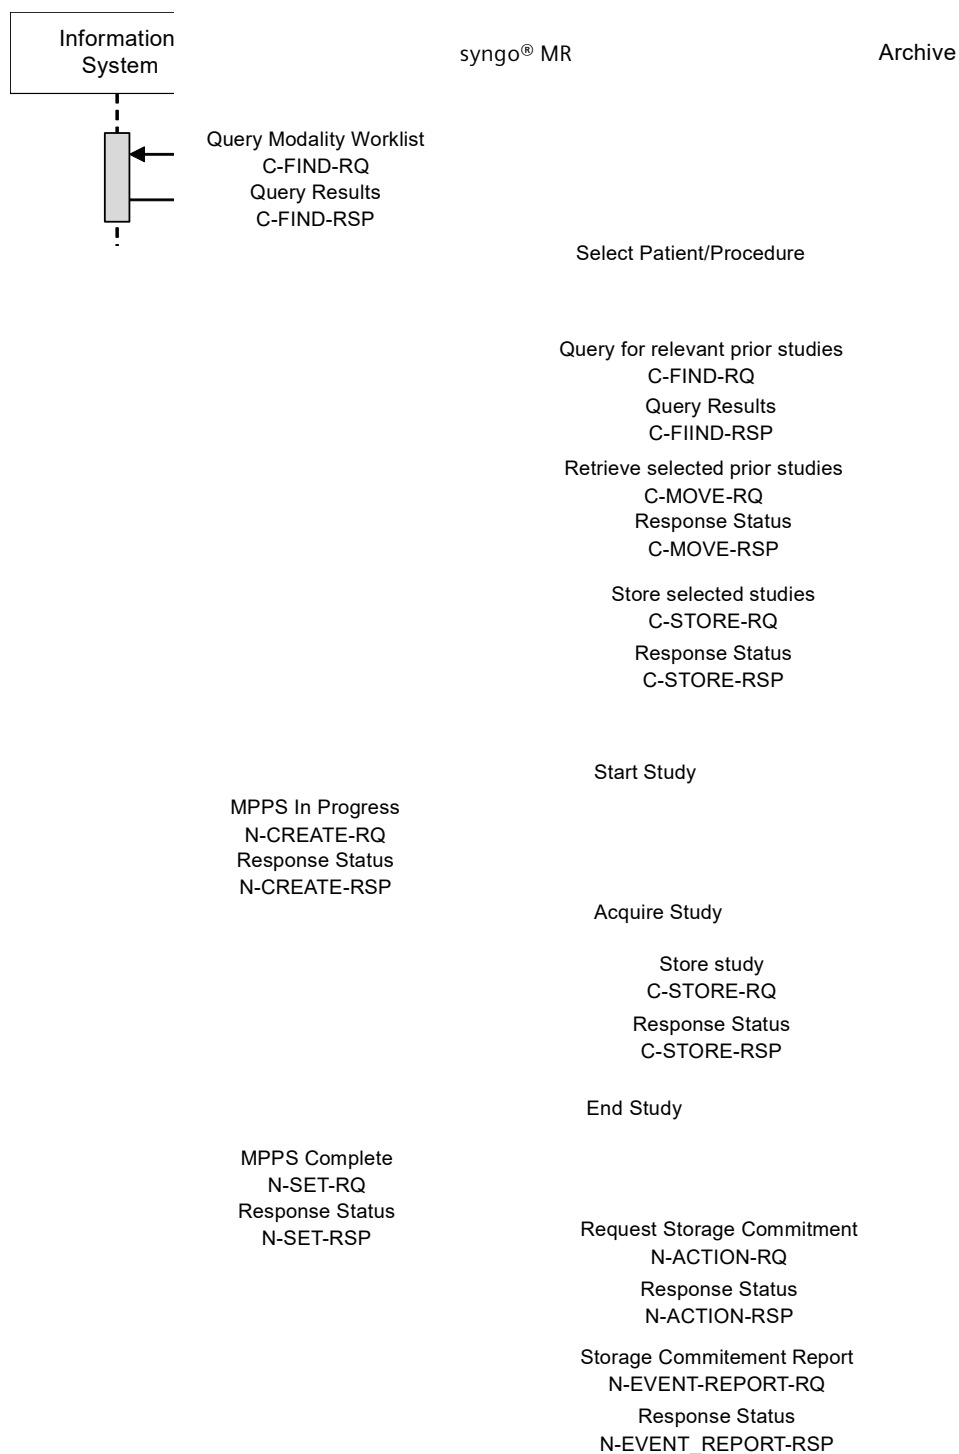 Information
System
syngo® MR
Archive
Query Modality Worklist
C-FIND-RQ
Query Results
C-FIND-RSP
Select Patient/Procedure
Query for relevant prior studies
C-FIND-RQ
Query Results
C-FIIND-RSP
Retrieve selected prior studies
C-MOVE-RQ
Response Status
C-MOVE-RSP
Store selected studies
C-STORE-RQ
Response Status
C-STORE-RSP
Start Study
MPPS In Progress
N-CREATE-RQ
Response Status
N-CREATE-RSP
Acquire Study
Store study
C-STORE-RQ
Response Status
C-STORE-RSP
End Study
MPPS Complete
N-SET-RQ
Response Status
N-SET-RSP
Request Storage Commitment
N-ACTION-RQ
Response Status
N-ACTION-RSP
Storage Commitement Report
N-EVENT-REPORT-RQ
Response Status
N-EVENT_REPORT-RSP